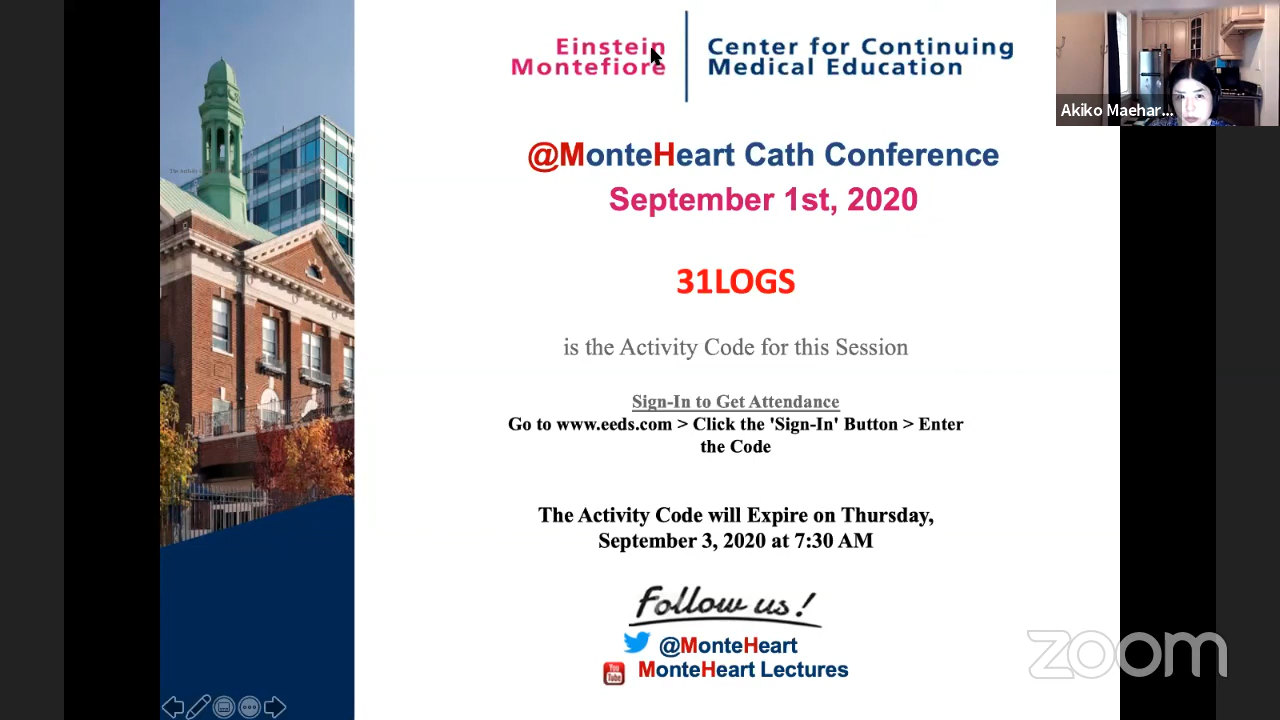 Einstein
Montefiore
Center for Continuing
Medical Education
Akiko Maehar...
@MonteHeart Cath Conference
September 1st, 2020
31LOGS
is the Activity Code for this Session
Sign-In to Get Attendance
Go to www.eeds.com > Click the 'Sign-In' Button > Enter
the Code
The Activity Code will Expire on Thursday,
September 3, 2020 at 7:30 AM
Follow us!
@MonteHeart
You
Tube
MonteHeart Lectures
zoom